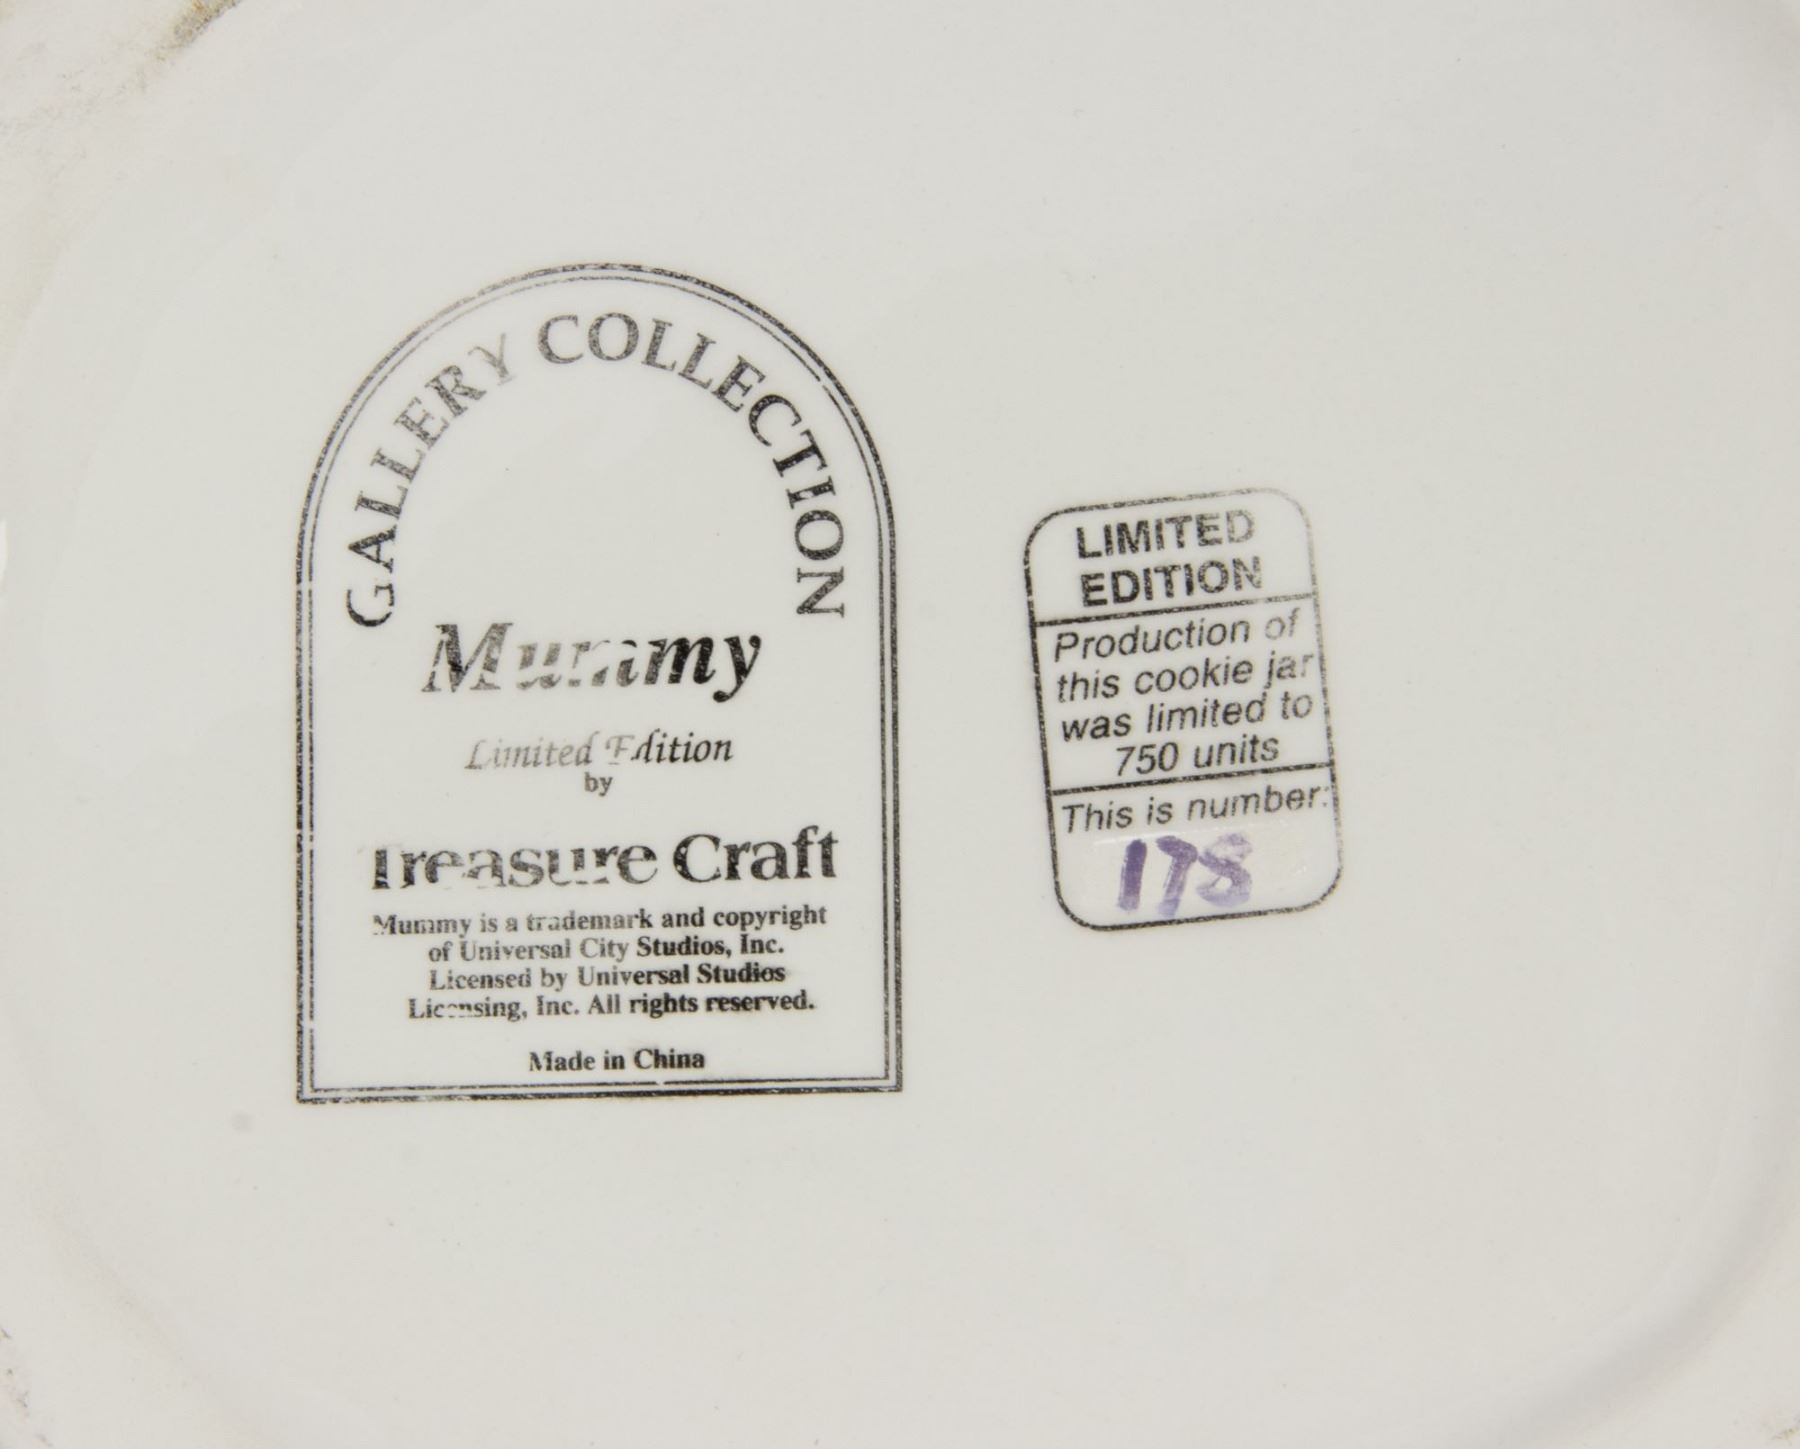 GALLERY COLLECTION
Mummy
Limited Edition
by
Treasure Craft
Mummy is a trademark and copyright
of Universal City Studios, Inc.
Licensed by Universal Studios
Licensing, Inc. All rights reserved.
Made in China
LIMITED
EDITION
Production of
this cookie jar
was limited to
750 units
This is number:
178